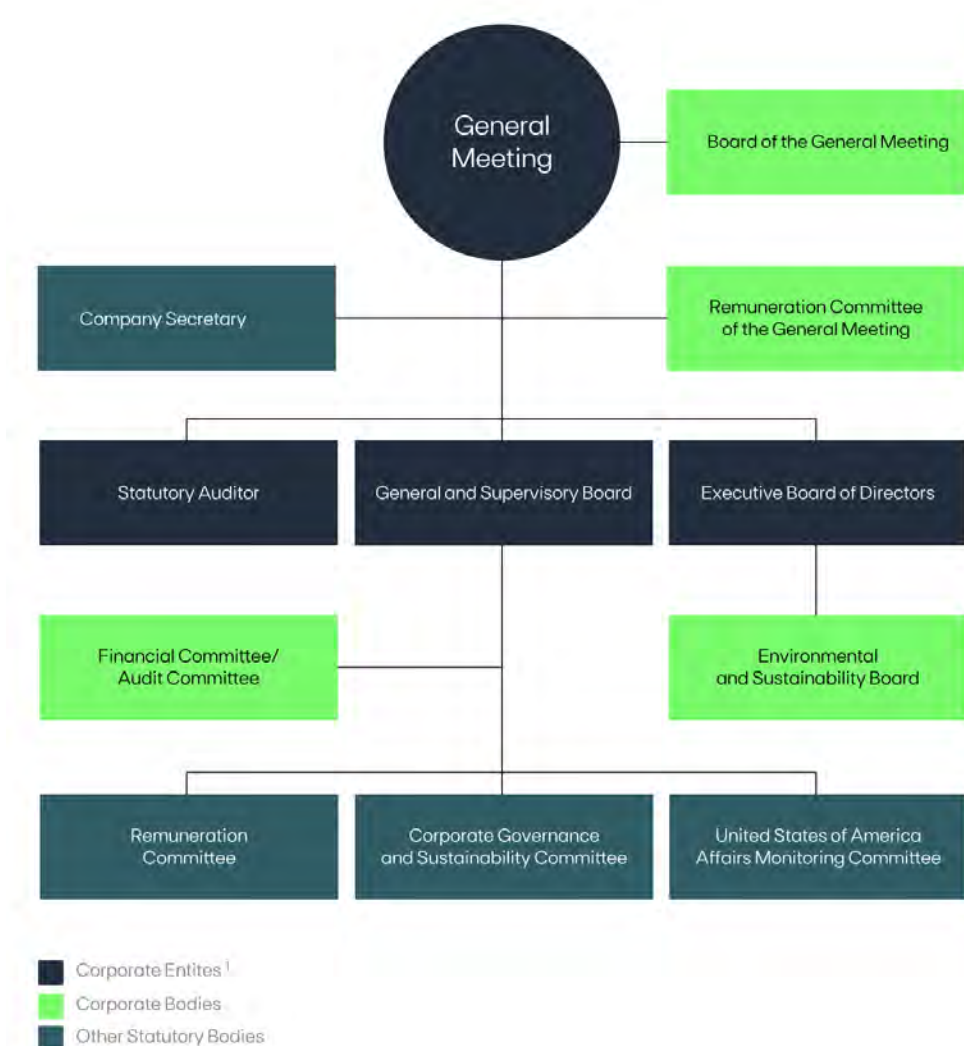 General
Meeting
Board of the General Meeting
Company Secretary
Remuneration Committee
of the General Meeting
Statutory Auditor
General and Supervisory Board
Executive Board of Directors
Financial Committee/
Audit Committee
Environmental
and Sustainability Board
Remuneration
Committee
Corporate Governance
and Sustainability Committee
United States of America
Affairs Monitoring Committee
Corporate Entites ¹
Corporate Bodies
Other Statutory Bodies